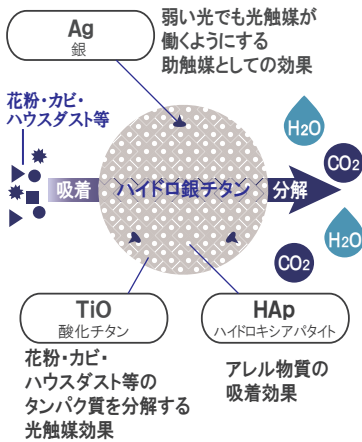 Ag
銀
弱い光でも光触媒が
働くようにする
助触媒としての効果
花粉・カビ・
ハウスダスト等
H2O
CO2
吸着
ハイドロ銀チタン
分解
H2O
CO2
TiO
酸化チタン
HAp
ハイドロキシアパタイト
花粉・カビ・
ハウスダスト等の
タンパク質を分解する
光触媒効果
アレル物質の
吸着効果